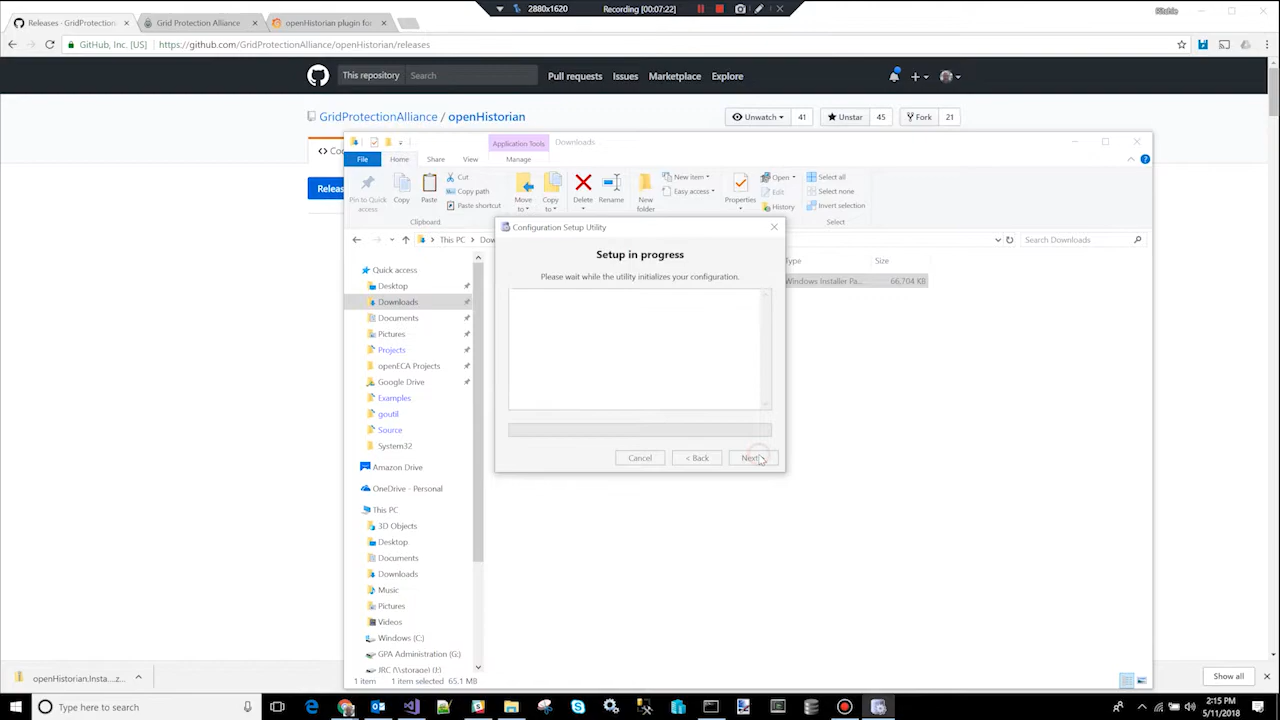 2880x1620
Recording [00:07:22]
Ritchie
Releases · GridProtection
Grid Protection Alliance
openHistorian plugin for
GitHub, Inc. [US]
https://github.com/GridProtectionAlliance/openHistorian/releases
This repository
Search
Pull requests
Issues
Marketplace
Explore
GridProtectionAlliance / openHistorian
Unwatch
41
Unstar
45
Fork
21
Application Tools
Downloads
File
Home
Share
View
Manage
Pin to Quick access
Copy
Paste
Cut
Copy path
Paste shortcut
Move to
Copy to
Delete
Rename
New folder
New item
Easy access
Properties
Open
Edit
History
Select all
Select none
Invert selection
Clipboard
Select
This PC
Search Downloads
Type
Size
Windows Installer Pa...
66,704 KB
Configuration Setup Utility
Setup in progress
Please wait while the utility initializes your configuration.
Cancel
< Back
Next
Quick access
Desktop
Downloads
Documents
Pictures
Projects
openECA Projects
Google Drive
Examples
goutil
Source
System32
Amazon Drive
OneDrive - Personal
This PC
3D Objects
Desktop
Documents
Downloads
Music
Pictures
Videos
Windows (C:)
GPA Administration (G:)
JRC (\\storage) (J:)
1 item
1 item selected
65.1 MB
openHistorian.Insta....z...
Show all
Type here to search
2:15 PM
5/11/2018